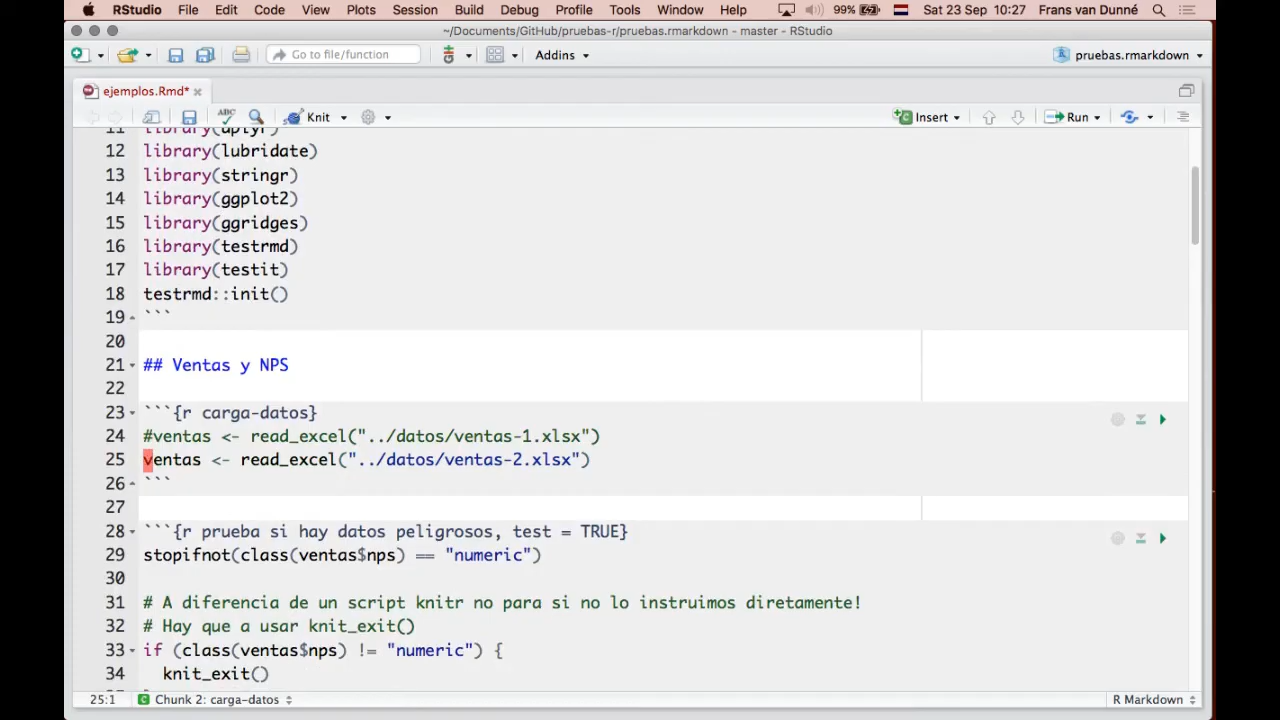 RStudio File Edit Code View Plots Session Build Debug Profile Tools Window Help 99% Sat 23 Sep 10:27 Frans van Dunné
~/Documents/GitHub/pruebas-r/pruebas.rmarkdown - master - RStudio
Go to file/function Addins pruebas.rmarkdown
ejemplos.Rmd*
ABC Knit Insert Run
11 library(dplyr)
12 library(lubridate)
13 library(stringr)
14 library(ggplot2)
15 library(ggridges)
16 library(testrmd)
17 library(testit)
18 testrmd::init()
19 ```
20
21 ## Ventas y NPS
22
23 ```{r carga-datos}
24 #ventas <- read_excel("../datos/ventas-1.xlsx")
25 ventas <- read_excel("../datos/ventas-2.xlsx")
26 ```
27
28 ```{r prueba si hay datos peligrosos, test = TRUE}
29 stopifnot(class(ventas$nps) == "numeric")
30
31 # A diferencia de un script knitr no para si no lo instruimos diretamente!
32 # Hay que a usar knit_exit()
33 if (class(ventas$nps) != "numeric") {
34 knit_exit()
25:1 Chunk 2: carga-datos R Markdown